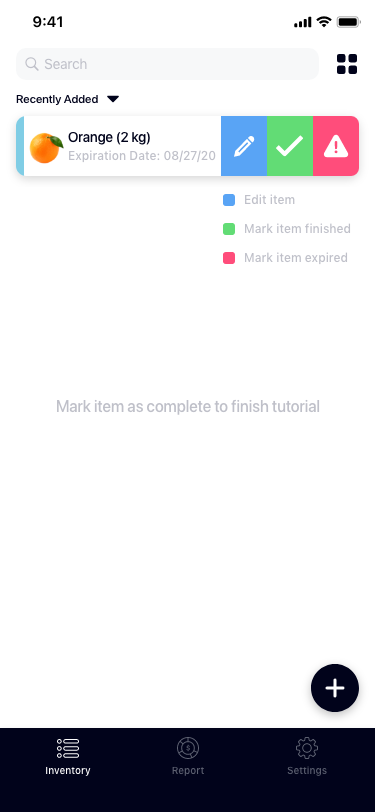 9:41
Search
Recently Added
Orange (2 kg)
Expiration Date: 08/27/20
Edit item
Mark item finished
Mark item expired
Mark item as complete to finish tutorial
Inventory
Report
Settings